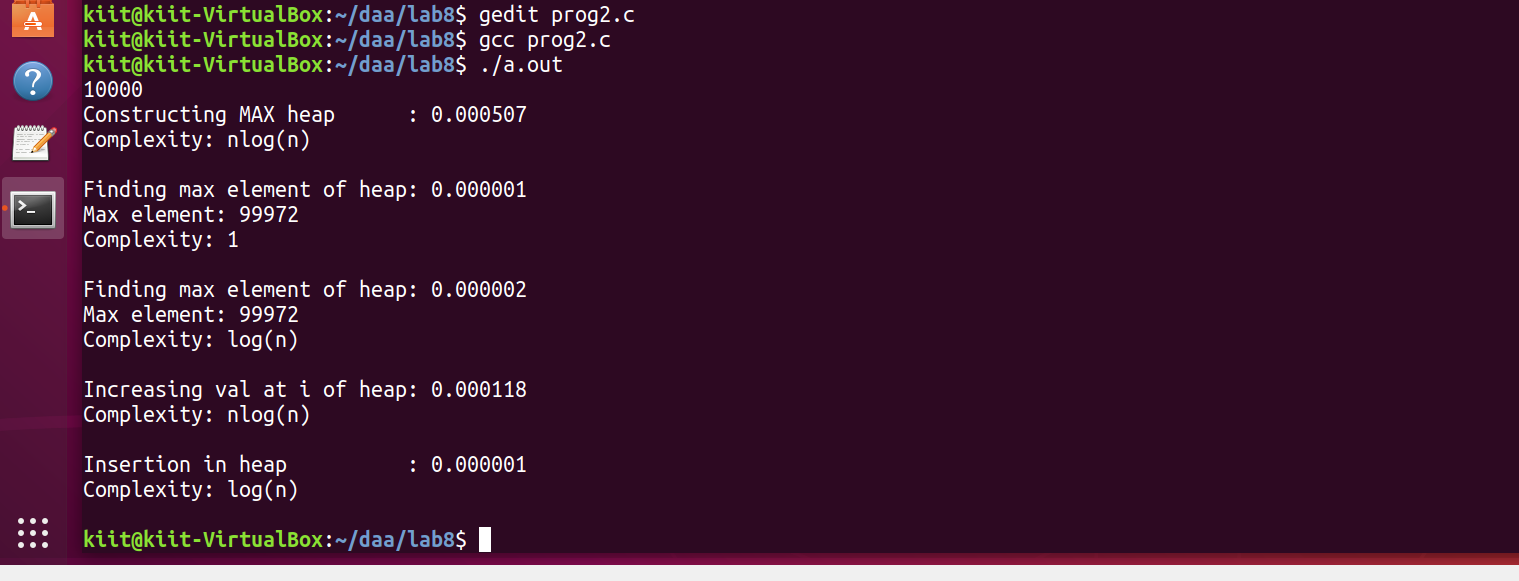 kiit@kiit-VirtualBox:~/daa/lab8$ gedit prog2.c
kiit@kiit-VirtualBox:~/daa/lab8$ gcc prog2.c
kiit@kiit-VirtualBox:~/daa/lab8$ ./a.out
10000
Constructing MAX heap      : 0.000507
Complexity: nlog(n)

Finding max element of heap: 0.000001
Max element: 99972
Complexity: 1

Finding max element of heap: 0.000002
Max element: 99972
Complexity: log(n)

Increasing val at i of heap: 0.000118
Complexity: nlog(n)

Insertion in heap          : 0.000001
Complexity: log(n)

kiit@kiit-VirtualBox:~/daa/lab8$